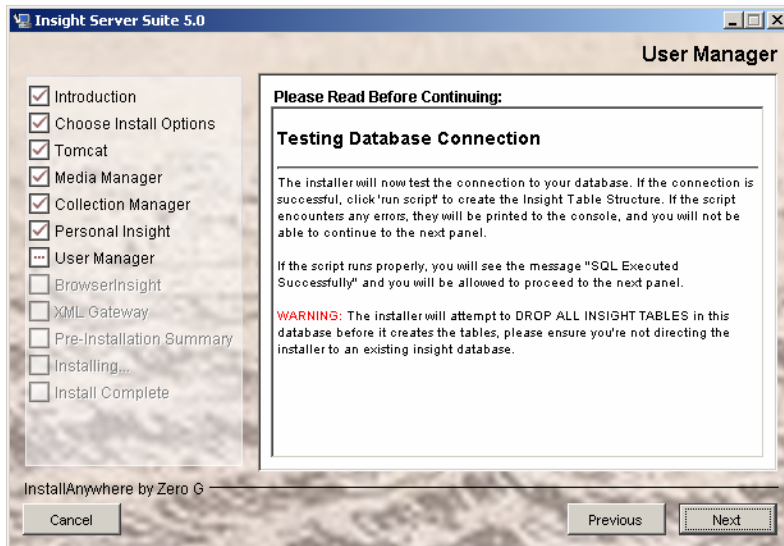 Insight Server Suite 5.0
User Manager
Introduction
Choose Install Options
Tomcat
Media Manager
Collection Manager
Personal Insight
User Manager
BrowserInsight
XML Gateway
Pre-Installation Summary
Installing...
Install Complete
Please Read Before Continuing:
Testing Database Connection
The installer will now test the connection to your database. If the connection is
successful, click 'run script' to create the Insight Table Structure. If the script
encounters any errors, they will be printed to the console, and you will not be
able to continue to the next panel.
If the script runs properly, you will see the message "SQL Executed
Successfully" and you will be allowed to proceed to the next panel.
WARNING: The installer will attempt to DROP ALL INSIGHT TABLES in this
database before it creates the tables, please ensure you're not directing the
installer to an existing insight database.
InstallAnywhere by Zero G
Cancel
Previous
Next